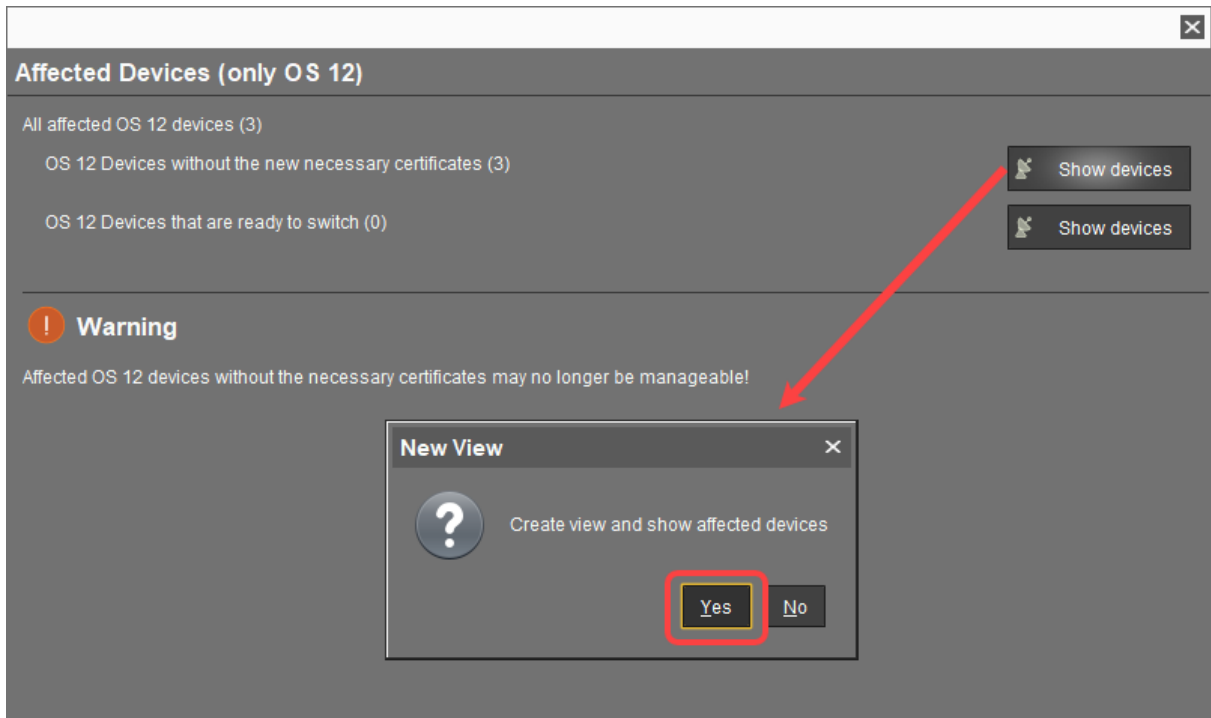 Affected Devices (only OS 12)
All affected OS 12 devices (3)
OS 12 Devices without the new necessary certificates (3)
Show devices
OS 12 Devices that are ready to switch (0)
Show devices
! Warning
Affected OS 12 devices without the necessary certificates may no longer be manageable!
New View
? Create view and show affected devices
Yes No